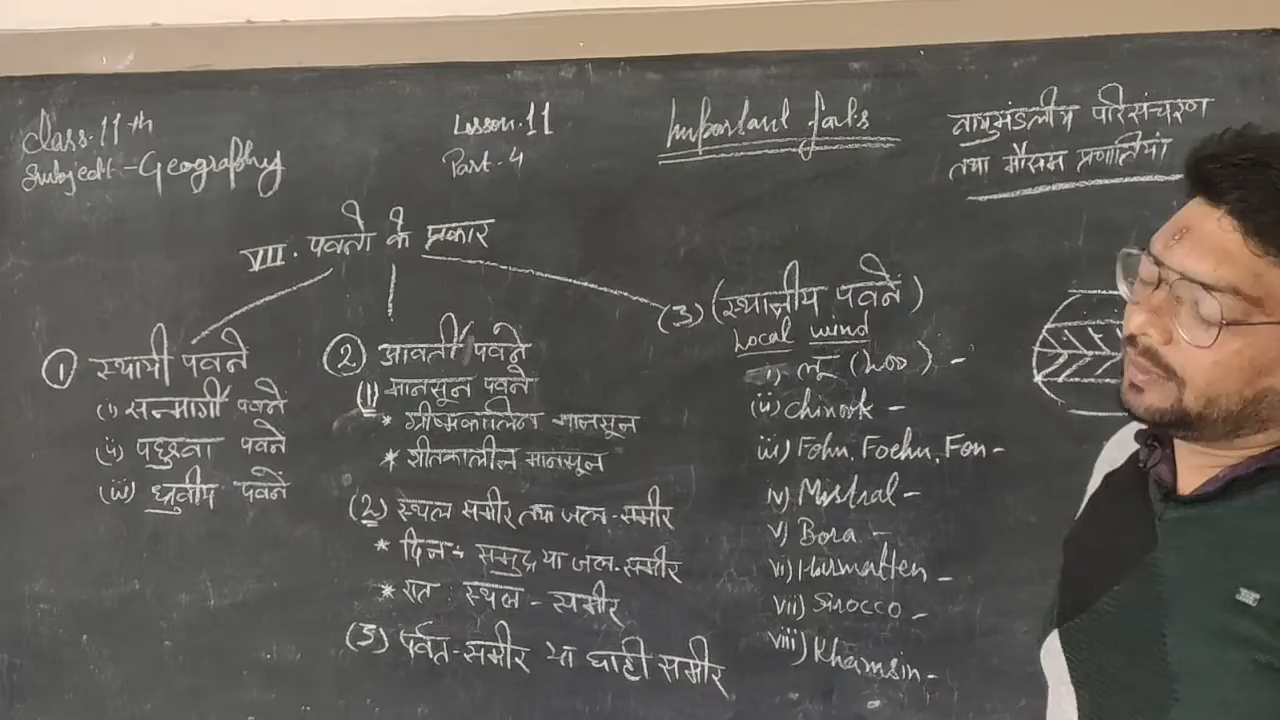 Class. 11th
Subject:- Geography
Lesson. 11
Part. 4
Important facts
वायुमंडलीय परिसंचरण
तथा मौसम प्रणालियां
VII. पवनों के प्रकार
① स्थायी पवनें
(i) सन्मार्गी पवनें
(ii) पछुवा पवनें
(iii) ध्रुवीय पवनें
② आवर्ती पवनें
(1) मानसून पवनें
* ग्रीष्मकालिन मानसून
* शीतकालीन मानसून
(2) स्थल समीर तथा जल-समीर
* दिन - समुद्र या जल-समीर
* रात : स्थल - समीर
(3) पर्वत-समीर या घाटी समीर
(3) (स्थानीय पवनें)
Local wind
i) लू (Loo) -
(ii) Chinook -
iii) Fohn, Foehn, Fon -
iv) Mistral -
v) Bora -
vi) Harmatten -
vii) Sirocco -
viii) Khamsin -